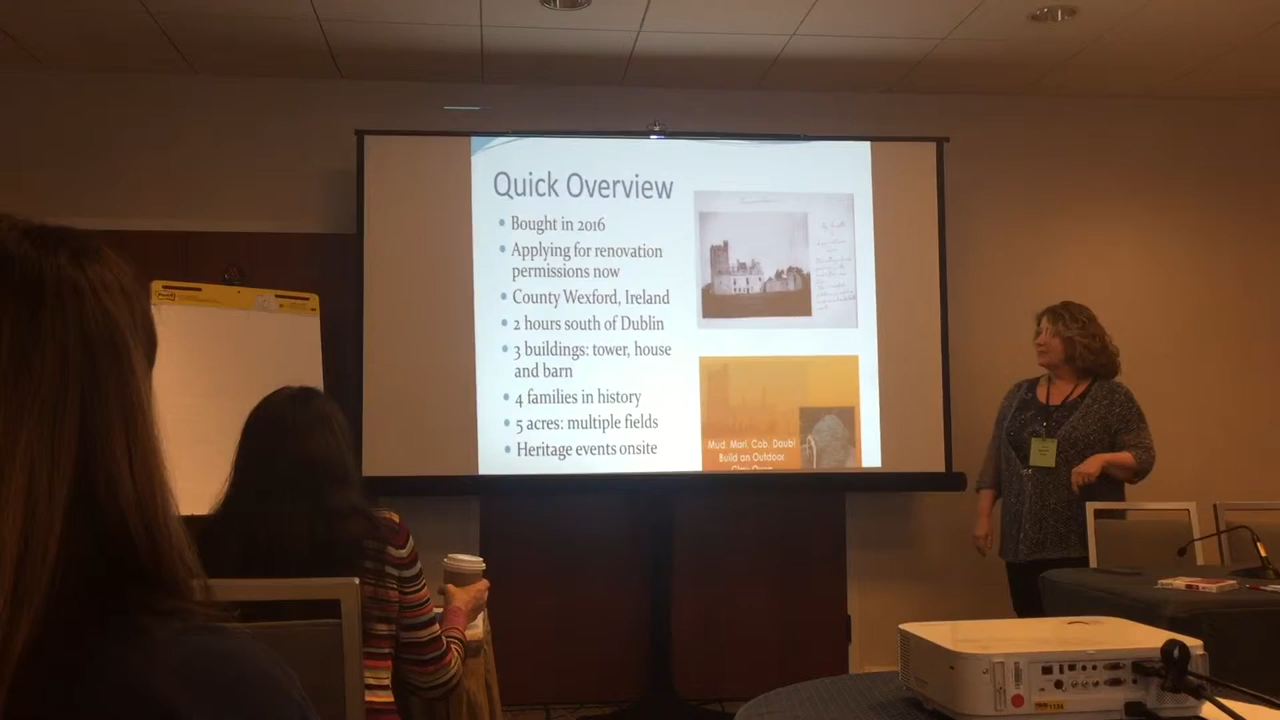 Quick Overview
Bought in 2016
Applying for renovation
permissions now
County Wexford, Ireland
2 hours south of Dublin
3 buildings: tower, house
and barn
4 families in history
5 acres: multiple fields
Heritage events onsite
Mud, Marl, Cob, Daub!
Build an Outdoor
Post-it